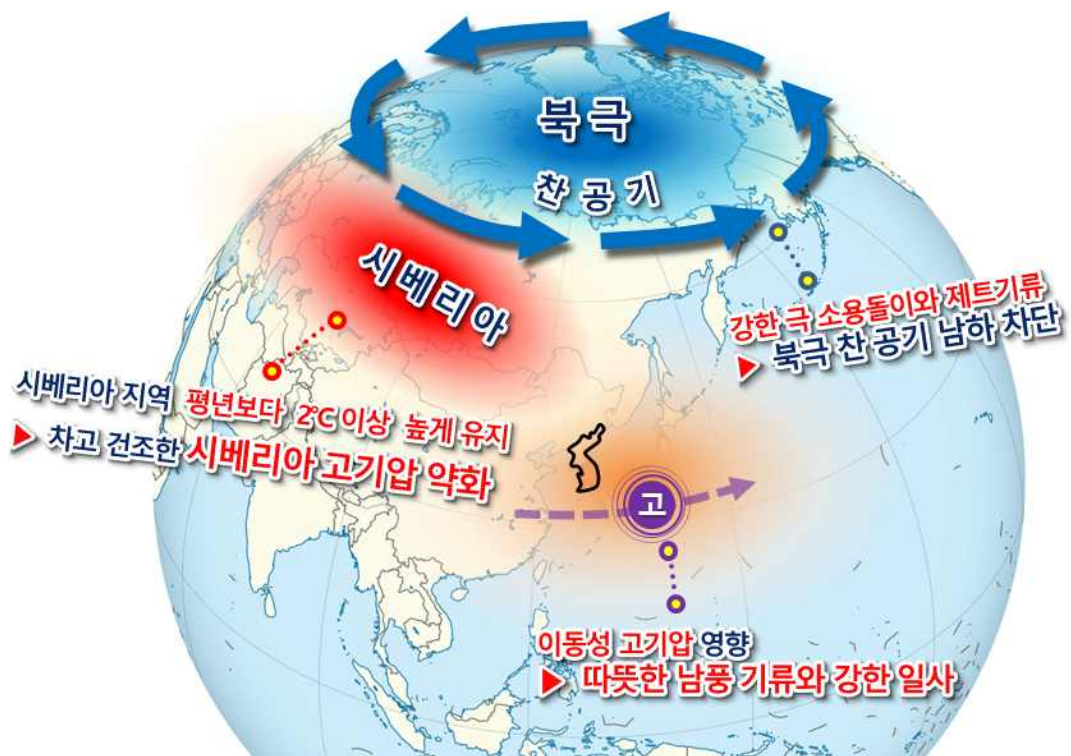 북극
찬 공기
시베리아
강한 극 소용돌이와 제트기류
▶ 북극 찬 공기 남하 차단
시베리아 지역 평년보다 2℃ 이상 높게 유지
▶ 차고 건조한 시베리아 고기압 약화
고
이동성 고기압 영향
▶ 따뜻한 남풍 기류와 강한 일사